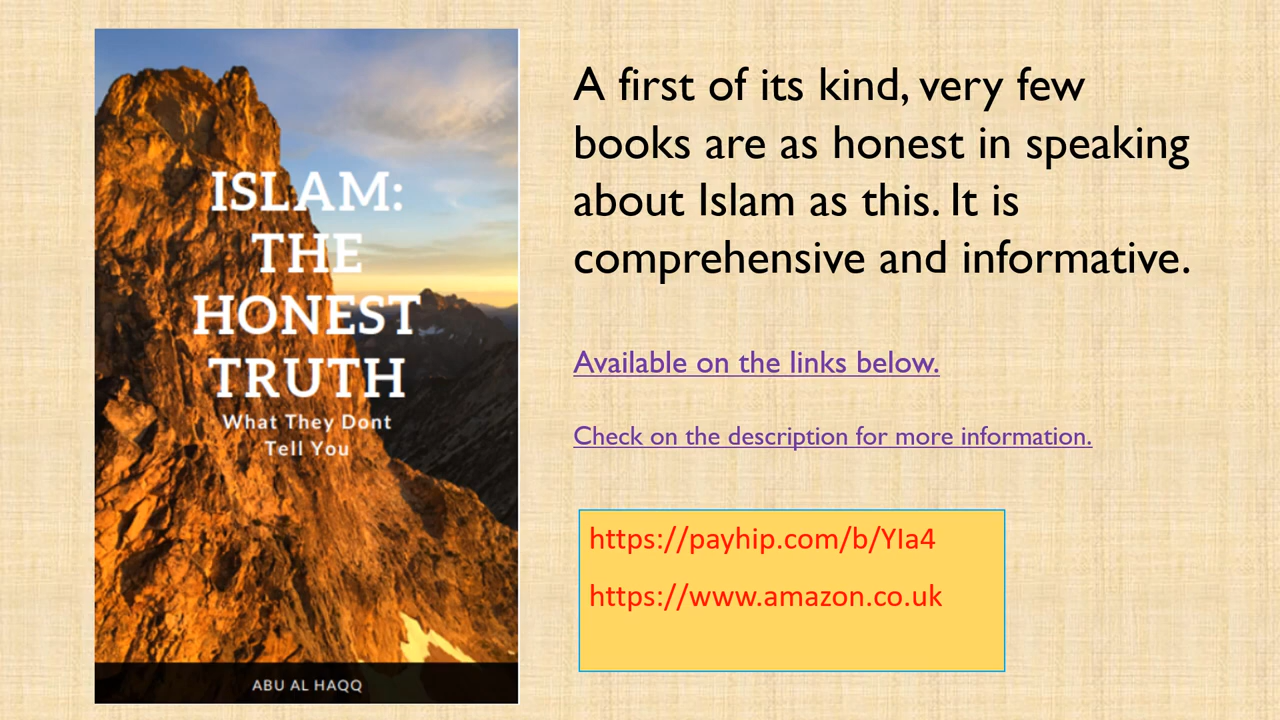 ISLAM:
THE
HONEST
TRUTH
What They Dont
Tell You
ABU AL HAQQ
A first of its kind, very few
books are as honest in speaking
about Islam as this. It is
comprehensive and informative.
Available on the links below.
Check on the description for more information.
https://payhip.com/b/YIa4
https://www.amazon.co.uk